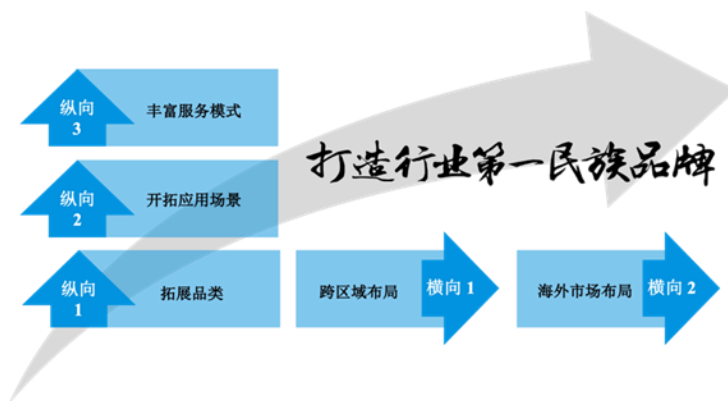 纵向
3
丰富服务模式
打造行业第一民族品牌
纵向
2
开拓应用场景
纵向
1
拓展品类
跨区域布局
横向 1
海外市场布局
横向 2